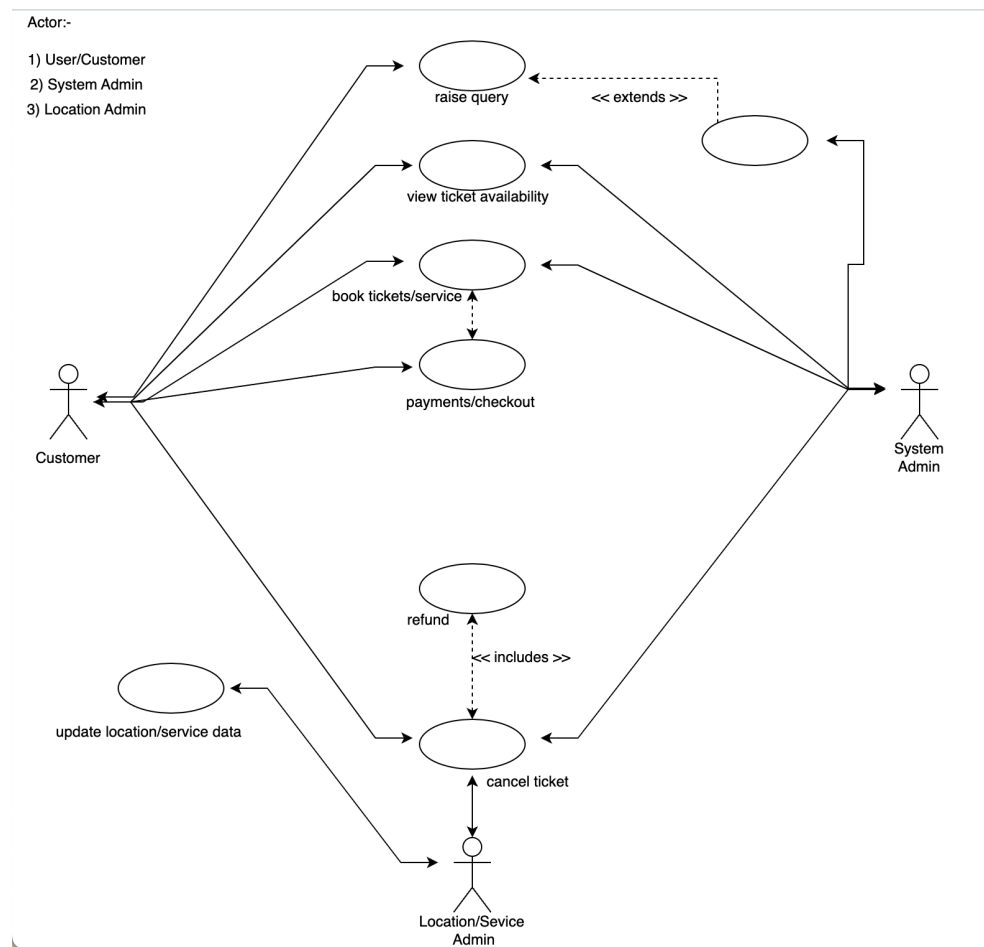 Actor:-
1) User/Customer
2) System Admin
3) Location Admin
raise query
<< extends >>
view ticket availability
book tickets/service
payments/checkout
Customer
System
Admin
refund
<< includes >>
update location/service data
cancel ticket
Location/Sevice
Admin